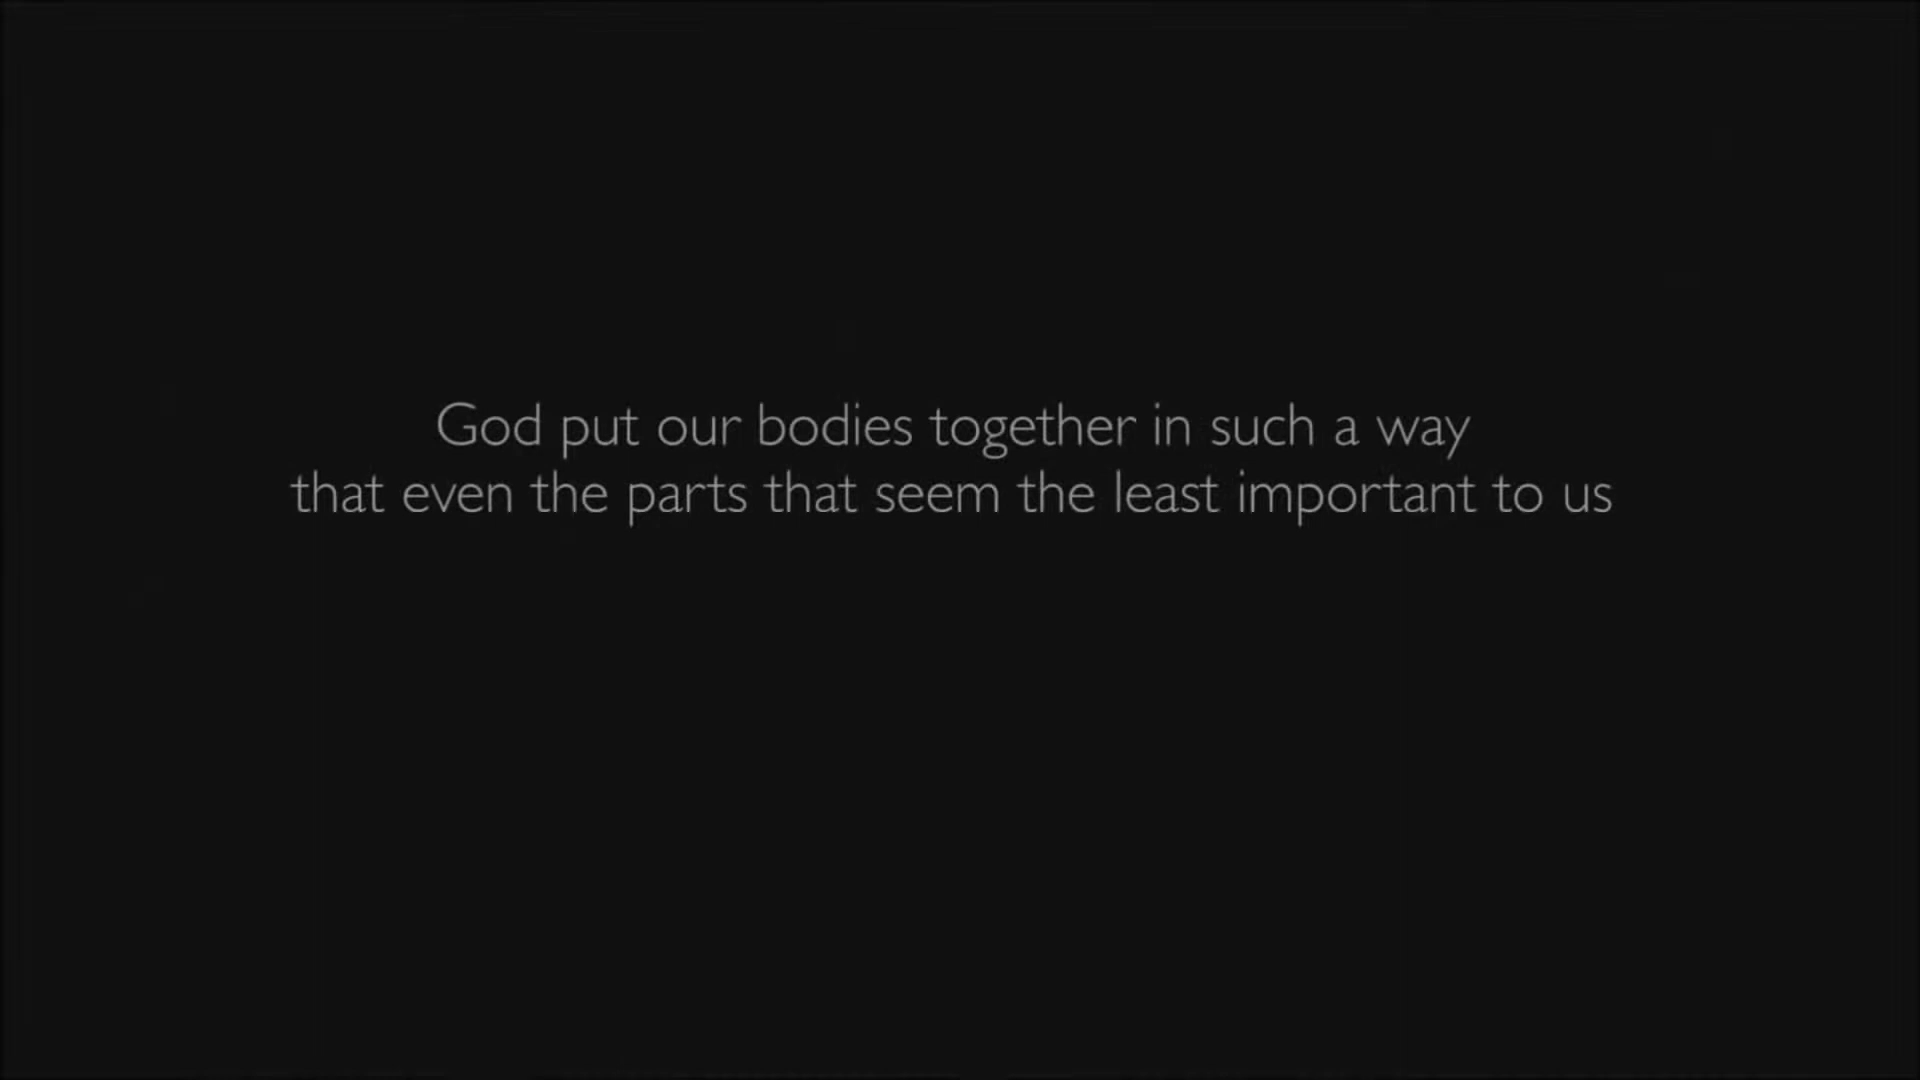 God put our bodies together in such a way
that even the parts that seem the least important to us